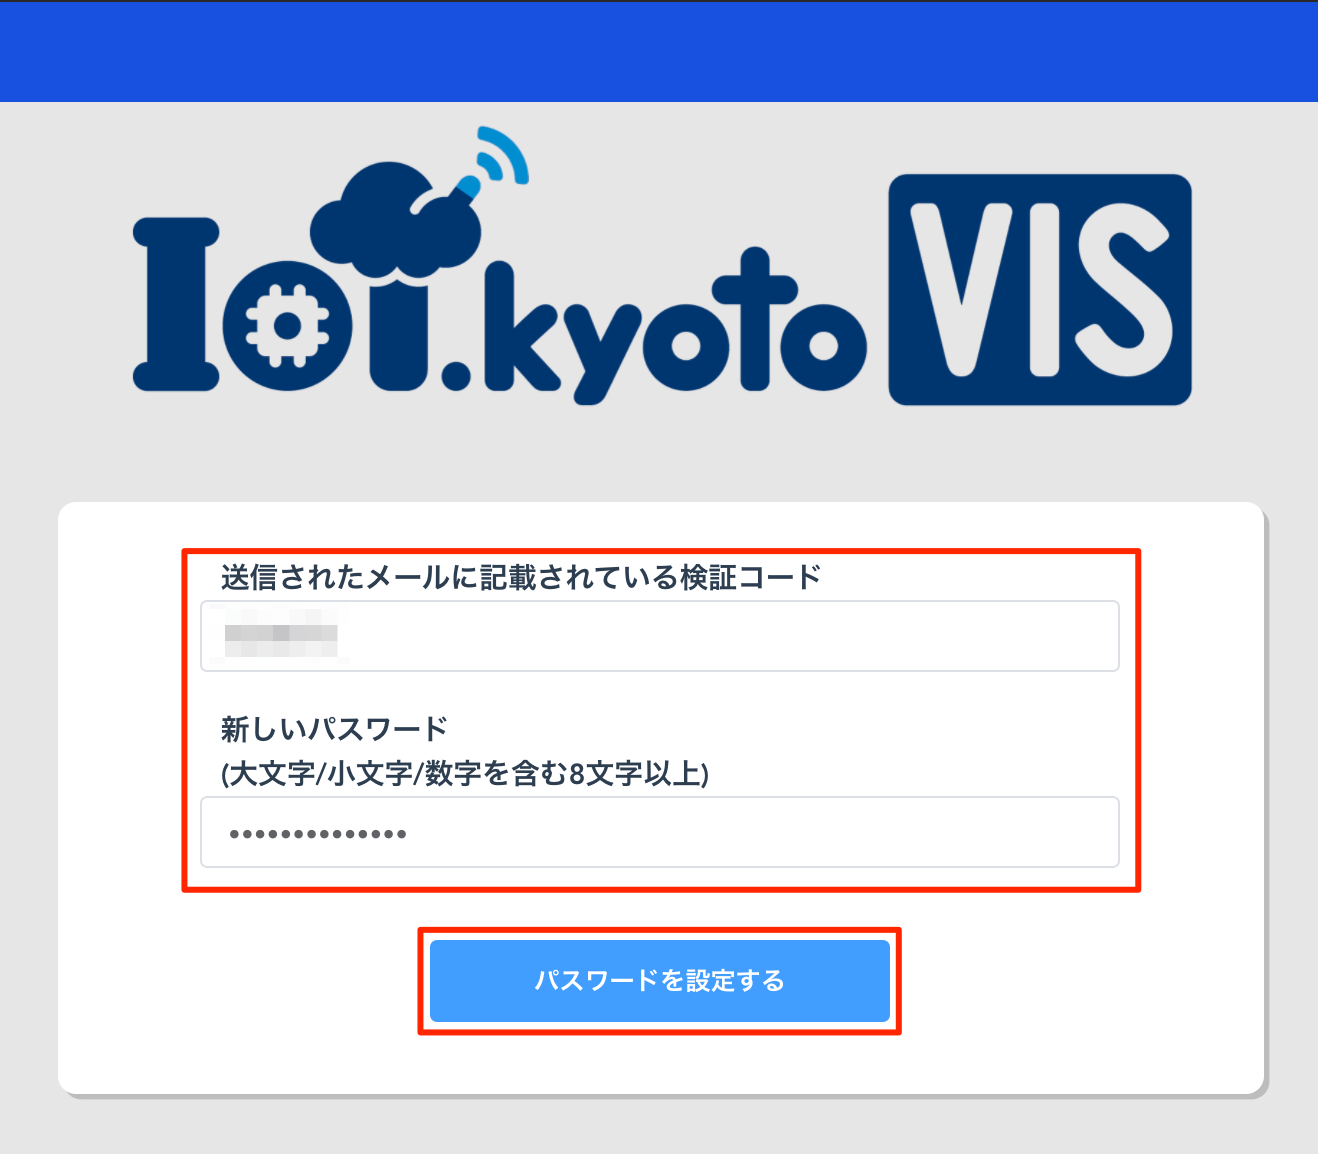 IoT.kyoto VIS
送信されたメールに記載されている検証コード
新しいパスワード
(大文字/小文字/数字を含む8文字以上)
パスワードを設定する